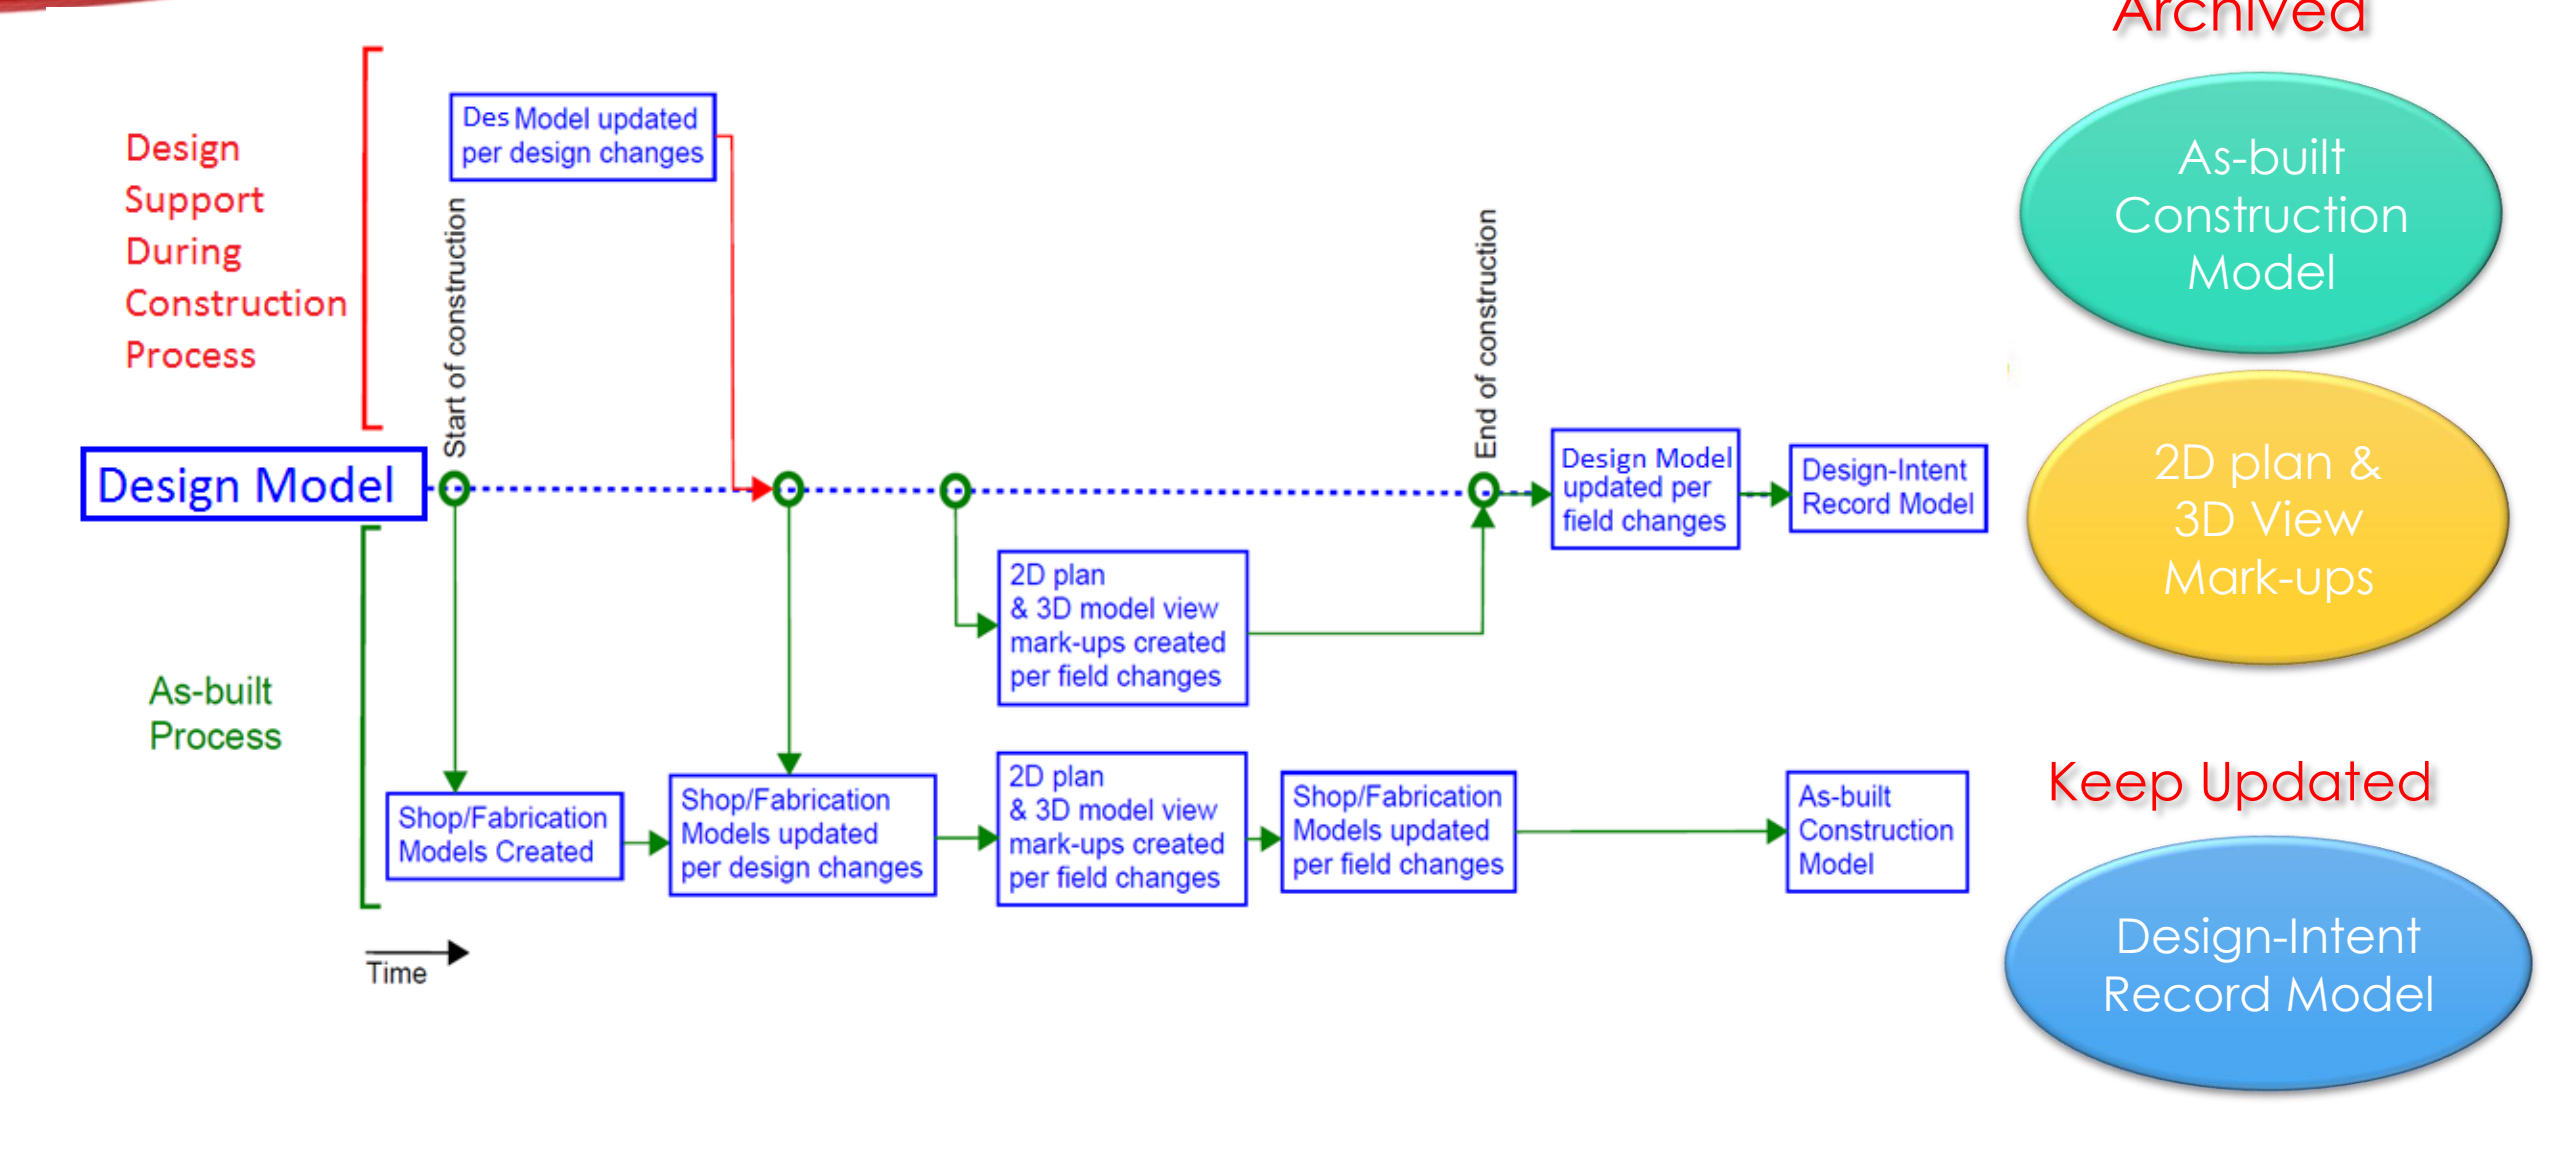 Archived
Design
Support
During
Construction
Process
Des Model updated
per design changes
Start of construction
End of construction
Design Model
Design Model
updated per
field changes
Design-Intent
Record Model
2D plan
& 3D model view
mark-ups created
per field changes
As-built
Process
Shop/Fabrication
Models Created
Shop/Fabrication
Models updated
per design changes
2D plan
& 3D model view
mark-ups created
per field changes
Shop/Fabrication
Models updated
per field changes
As-built
Construction
Model
Time
As-built
Construction
Model
2D plan &
3D View
Mark-ups
Keep Updated
Design-Intent
Record Model